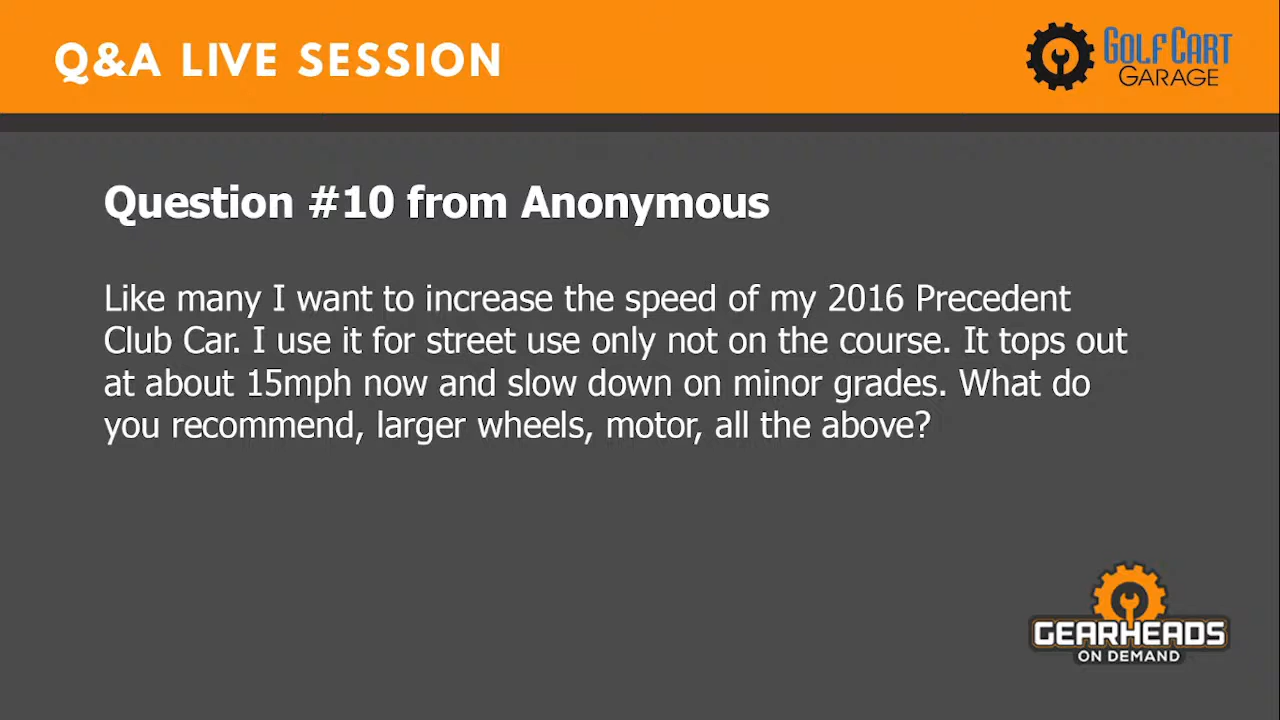 Q&A LIVE SESSION
GOLF CART
GARAGE
Question #10 from Anonymous
Like many I want to increase the speed of my 2016 Precedent
Club Car. I use it for street use only not on the course. It tops out
at about 15mph now and slow down on minor grades. What do
you recommend, larger wheels, motor, all the above?
GEARHEADS
ON DEMAND